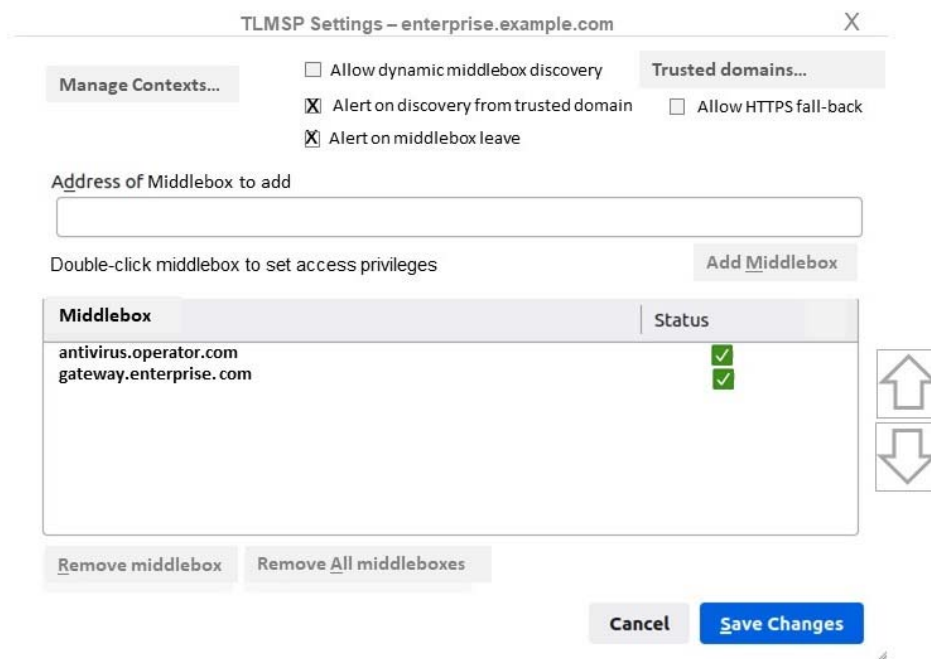 TLMSP Settings – enterprise.example.com X
Manage Contexts...
Allow dynamic middlebox discovery
Trusted domains...
X Alert on discovery from trusted domain
Allow HTTPS fall-back
X Alert on middlebox leave
Address of Middlebox to add
Double-click middlebox to set access privileges
Add Middlebox
Middlebox Status
antivirus.operator.com
gateway.enterprise. com
Remove middlebox
Remove All middleboxes
Cancel
Save Changes